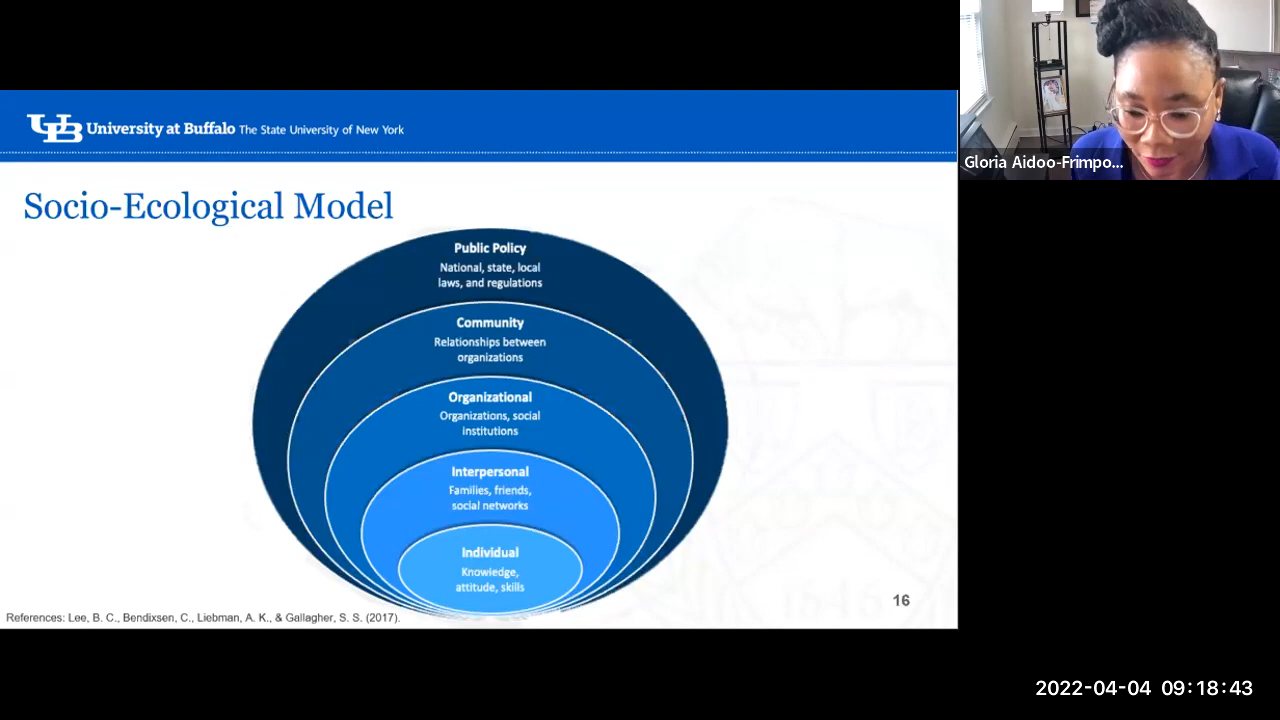 UB University at Buffalo The State University of New York
Gloria Aidoo-Frimpo...
Socio-Ecological Model
Public Policy
National, state, local
laws, and regulations
Community
Relationships between
organizations
Organizational
Organizations, social
institutions
Interpersonal
Families, friends,
social networks
Individual
Knowledge,
attitude, skills
16
References: Lee, B. C., Bendixsen, C., Liebman, A. K., & Gallagher, S. S. (2017).
2022-04-04 09:18:43